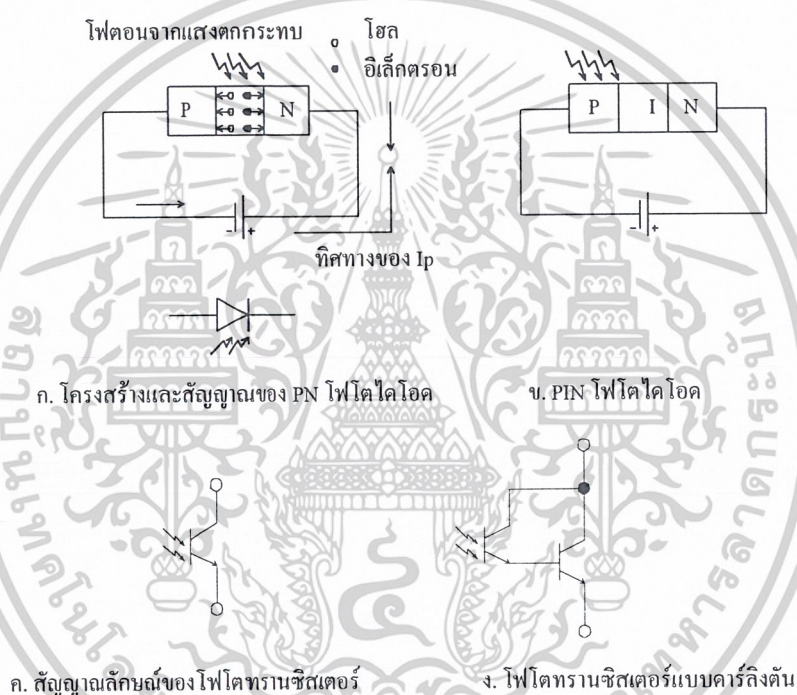 โฟตอนจากแสงตกกระทบ
โฮล
อิเล็กตรอน
P N
P I N
- +
- +
ทิศทางของ Ip
ก. โครงสร้างและสัญญาณของ PN โฟโตไดโอด
ข. PIN โฟโตไดโอด
ค. สัญญาณลักษณ์ของโฟโตทรานซิสเตอร์
ง. โฟโตทรานซิสเตอร์แบบดาร์ลิงตัน